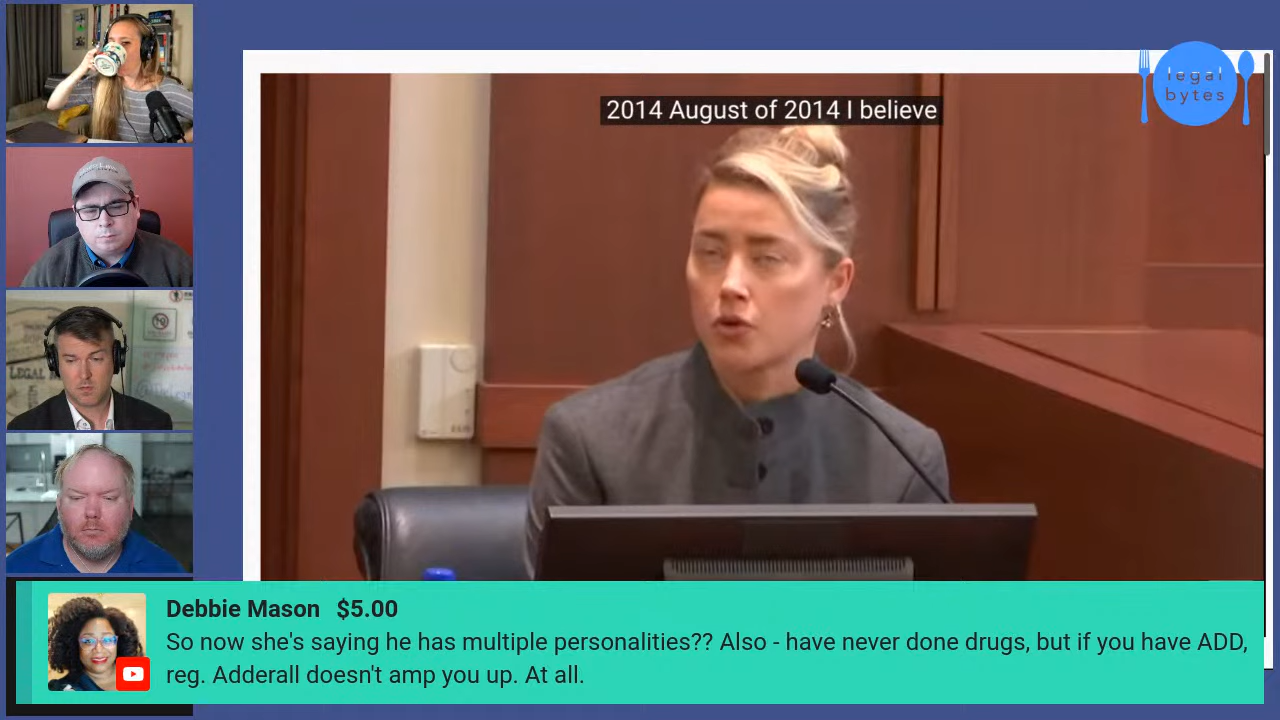 2014 August of 2014 I believe
legal
bytes
Debbie Mason $5.00
So now she's saying he has multiple personalities?? Also - have never done drugs, but if you have ADD,
reg. Adderall doesn't amp you up. At all.